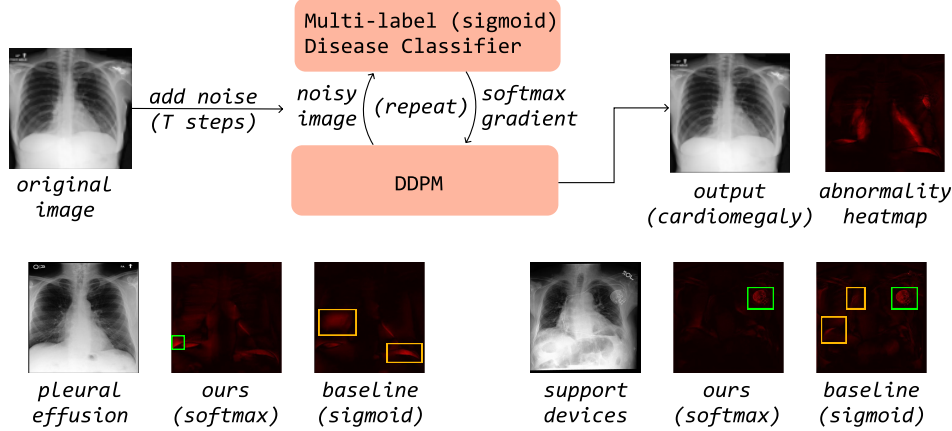 Multi-label (sigmoid)
Disease Classifier
add noise
(T steps)
noisy
image
(repeat)
softmax
gradient
DDPM
original
image
output
(cardiomegaly)
abnormality
heatmap
pleural
effusion
ours
(softmax)
baseline
(sigmoid)
support
devices
ours
(softmax)
baseline
(sigmoid)